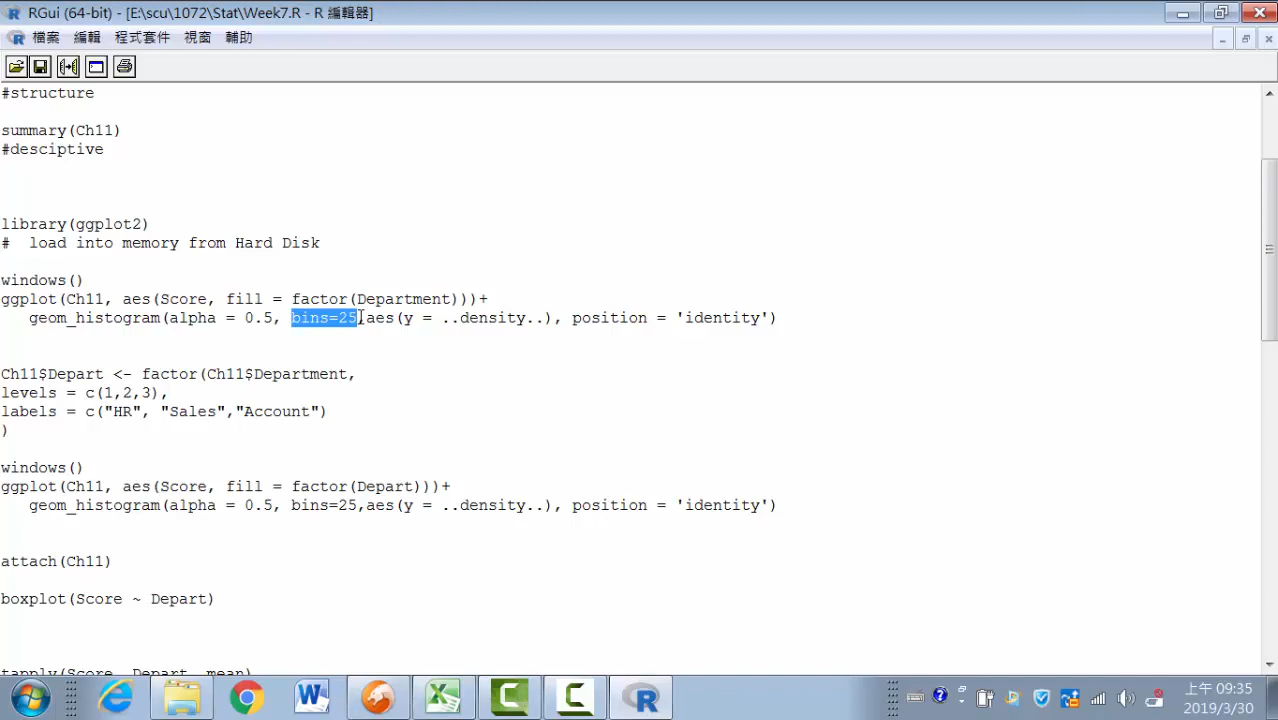 RGui (64-bit) - [E:\scu\1072\Stat\Week7.R - R 編輯器]
檔案 編輯 程式套件 視窗 輔助
#structure
summary(Ch11)
#desciptive
library(ggplot2)
#  load into memory from Hard Disk
windows()
ggplot(Ch11, aes(Score, fill = factor(Department)))+
   geom_histogram(alpha = 0.5, bins=25,aes(y = ..density..), position = 'identity')
Ch11$Depart <- factor(Ch11$Department,
levels = c(1,2,3),
labels = c("HR", "Sales","Account")
)
windows()
ggplot(Ch11, aes(Score, fill = factor(Depart)))+
   geom_histogram(alpha = 0.5, bins=25,aes(y = ..density..), position = 'identity')
attach(Ch11)
boxplot(Score ~ Depart)
tapply(Score, Depart, mean)
上午 09:35
2019/3/30